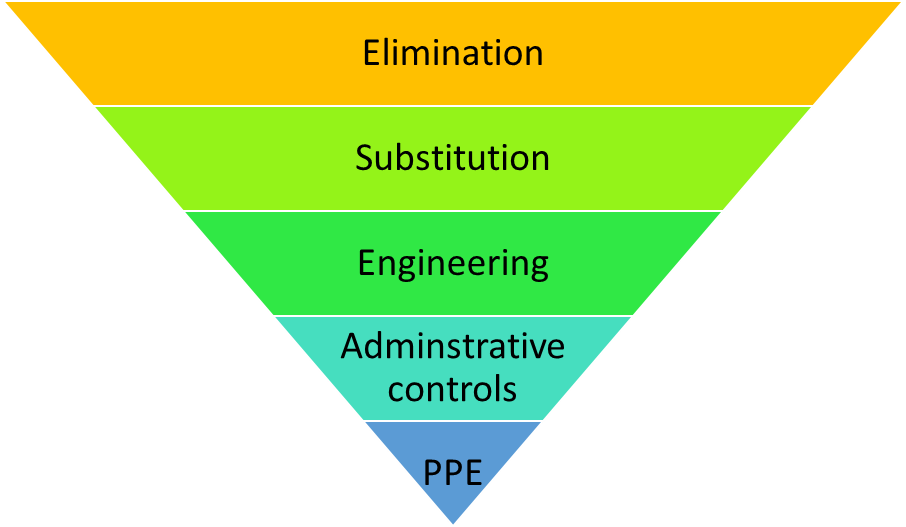 Elimination
Substitution
Engineering
Adminstrative
controls
PPE